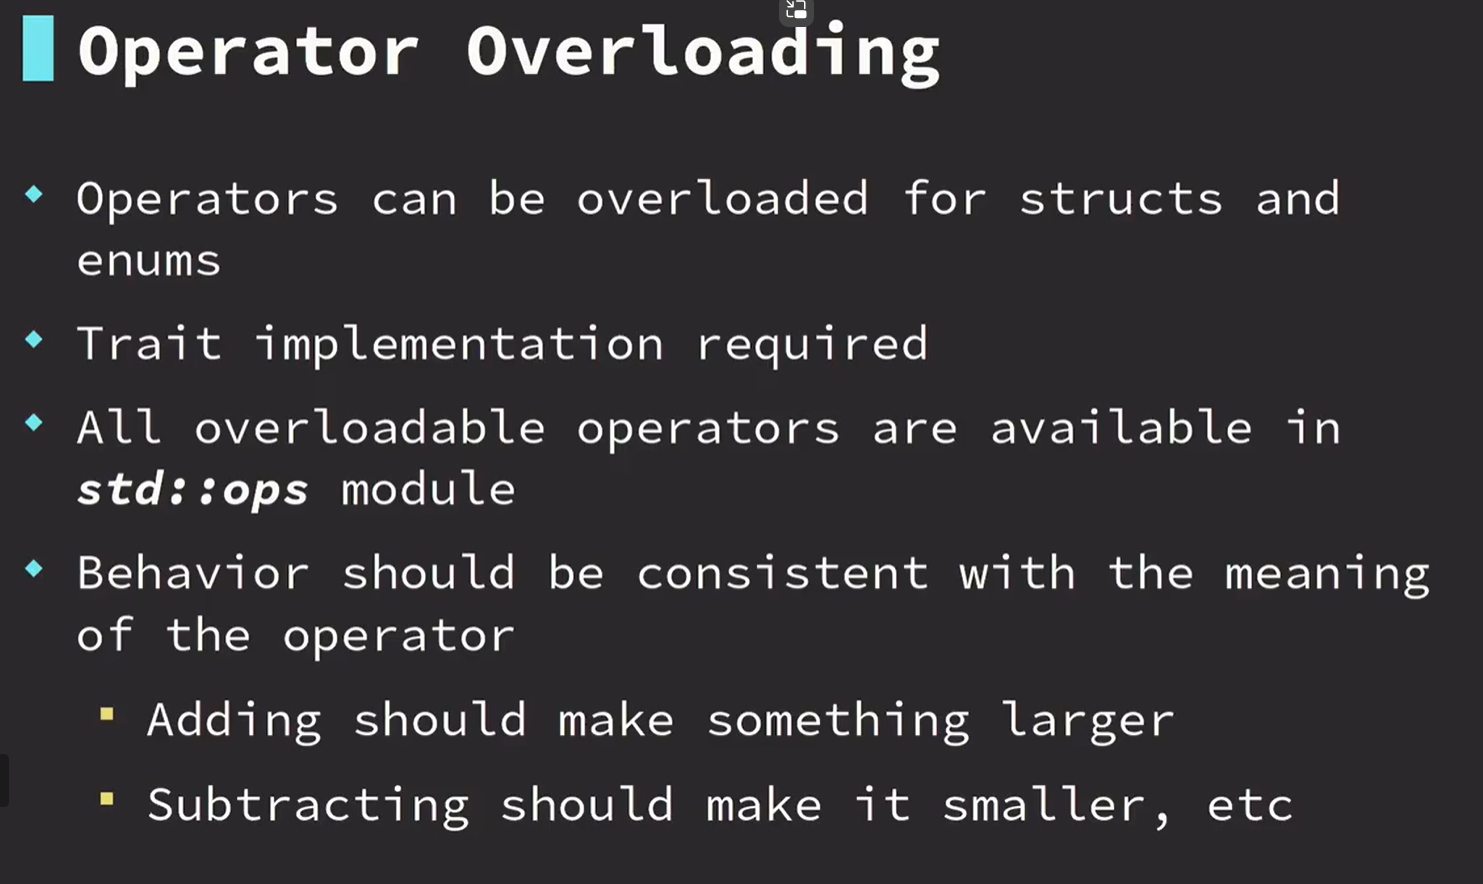 Operator Overloading
Operators can be overloaded for structs and
enums
Trait implementation required
All overloadable operators are available in
std::ops module
Behavior should be consistent with the meaning
of the operator
Adding should make something larger
Subtracting should make it smaller, etc